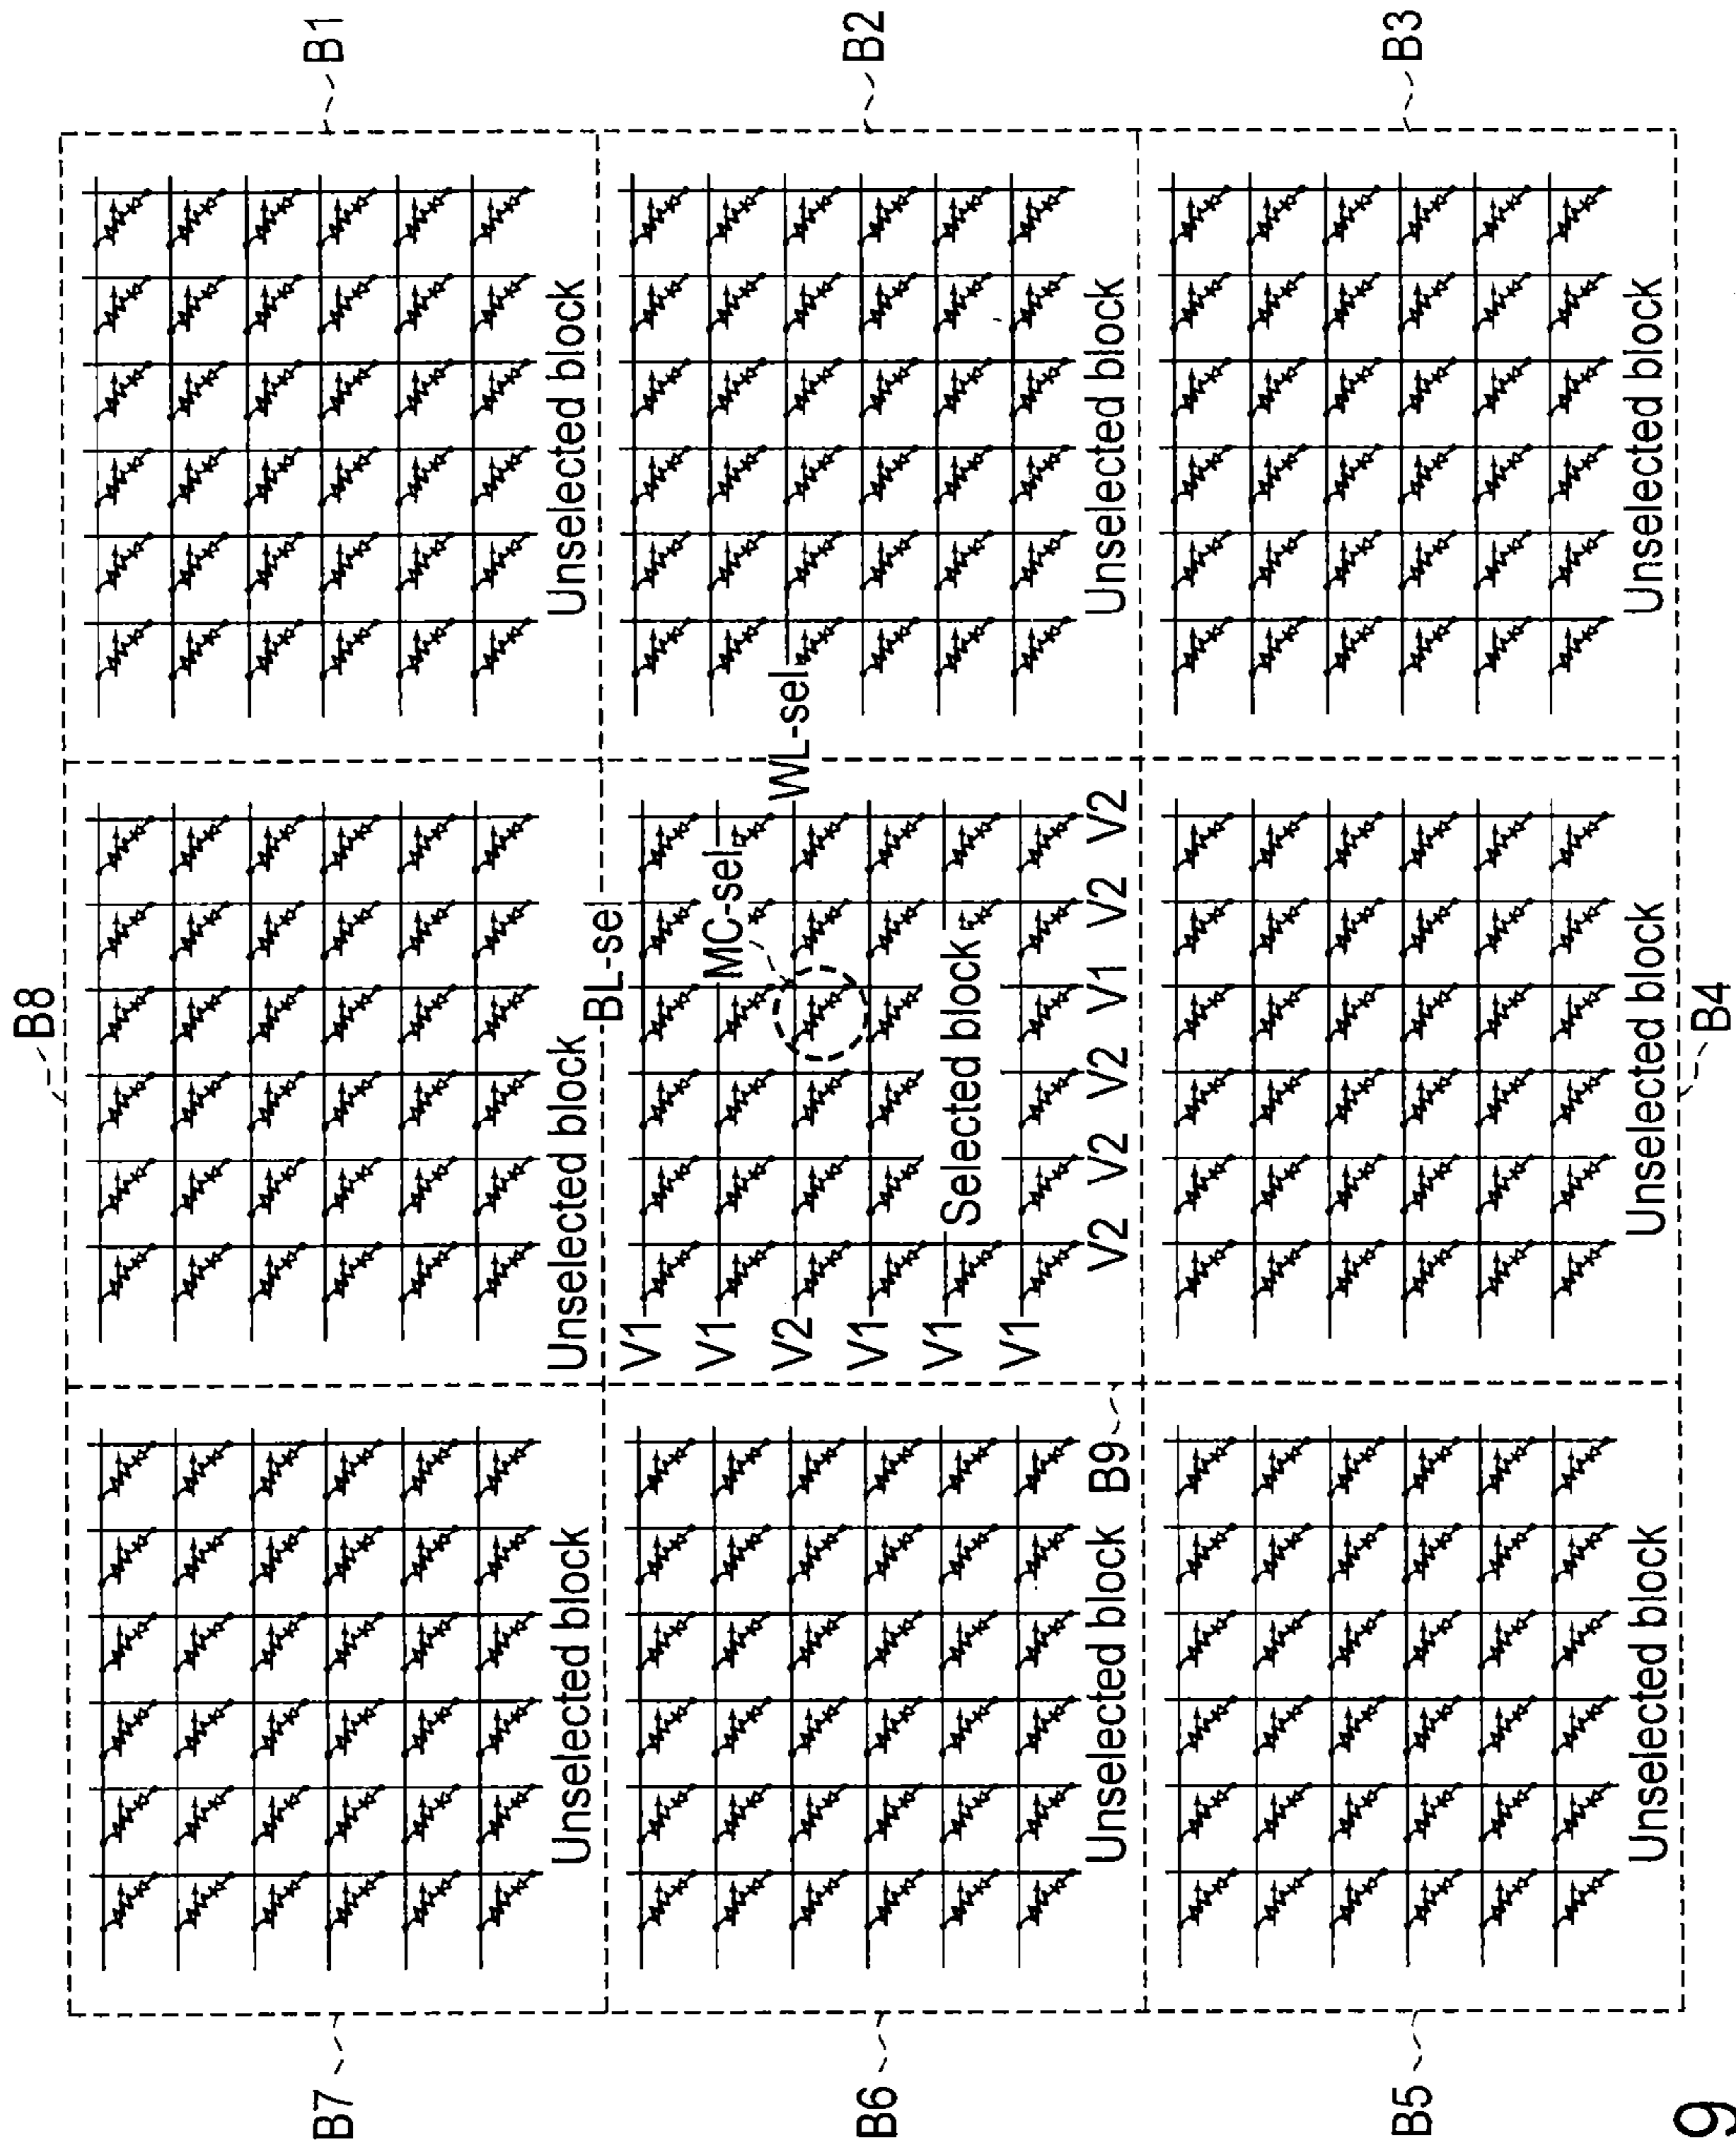 B8
B7
B1
Unselected block
Unselected block
Unselected block
BL-sel
V1
V1
MC-sel
V2
WL-sel
B6
B2
V1
V1
Selected block
V1
V2 V2 V2 V1 V2 V2
Unselected block
B9
Unselected block
B5
B3
Unselected block
Unselected block
Unselected block
B4
9